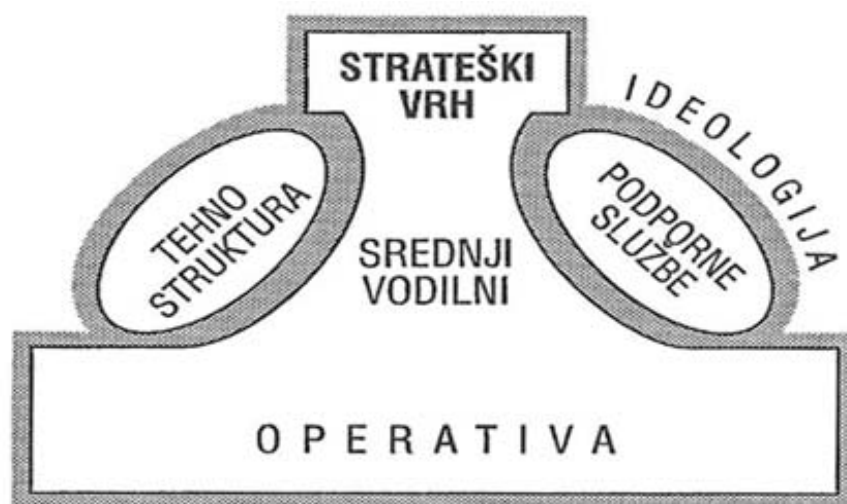 STRATEŠKI
VRH
IDEOLOGIJA
TEHNO
STRUKTURA
PODPORNE
SLUŽBE
SREDNJI
VODILNI
OPERATIVA